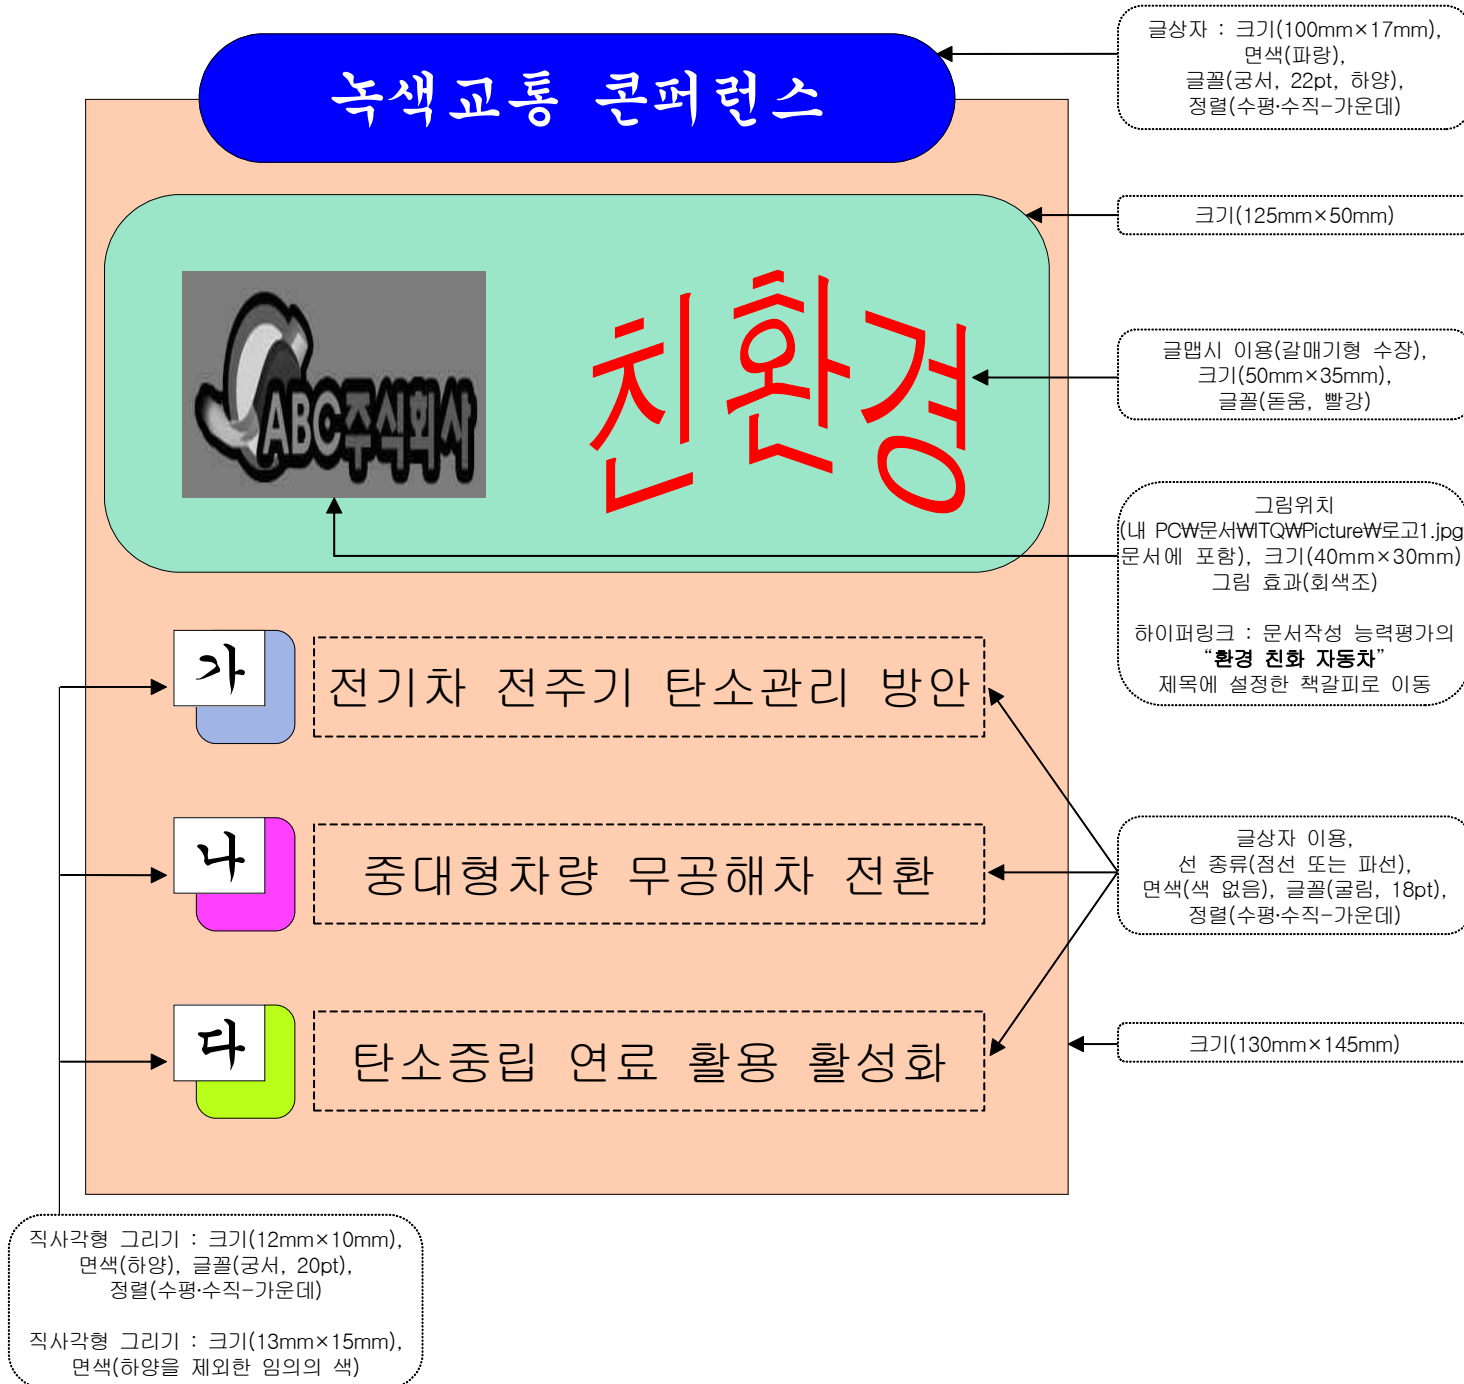 글상자 : 크기(100mm×17mm),
면색(파랑),
글꼴(궁서, 22pt, 하양),
정렬(수평·수직-가운데)
녹색교통 콘퍼런스
크기(125mm×50mm)
ABC주식회사
친환경
글맵시 이용(갈매기형 수장),
크기(50mm×35mm),
글꼴(돋움, 빨강)
그림위치
(내 PC₩문서₩ITQ₩Picture₩로고1.jpg
문서에 포함), 크기(40mm×30mm)
그림 효과(회색조)
하이퍼링크 : 문서작성 능력평가의
“환경 친화 자동차”
제목에 설정한 책갈피로 이동
가
전기차 전주기 탄소관리 방안
나
중대형차량 무공해차 전환
글상자 이용,
선 종류(점선 또는 파선),
면색(색 없음), 글꼴(굴림, 18pt),
정렬(수평·수직-가운데)
다
탄소중립 연료 활용 활성화
크기(130mm×145mm)
직사각형 그리기 : 크기(12mm×10mm),
면색(하양), 글꼴(궁서, 20pt),
정렬(수평·수직-가운데)
직사각형 그리기 : 크기(13mm×15mm),
면색(하양을 제외한 임의의 색)